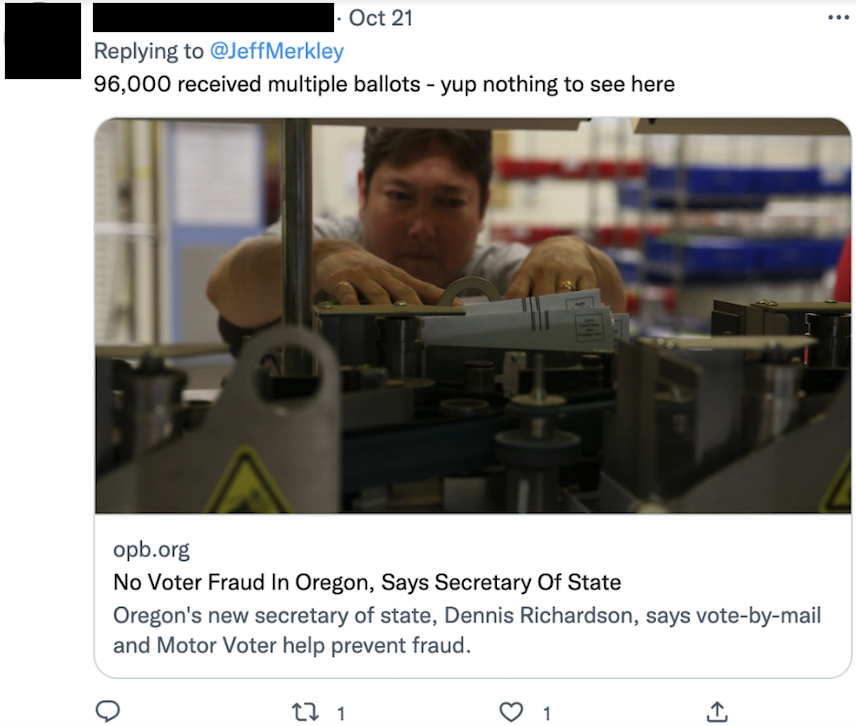 · Oct 21
Replying to @JeffMerkley
96,000 received multiple ballots - yup nothing to see here
opb.org
No Voter Fraud In Oregon, Says Secretary Of State
Oregon's new secretary of state, Dennis Richardson, says vote-by-mail
and Motor Voter help prevent fraud.
1
1